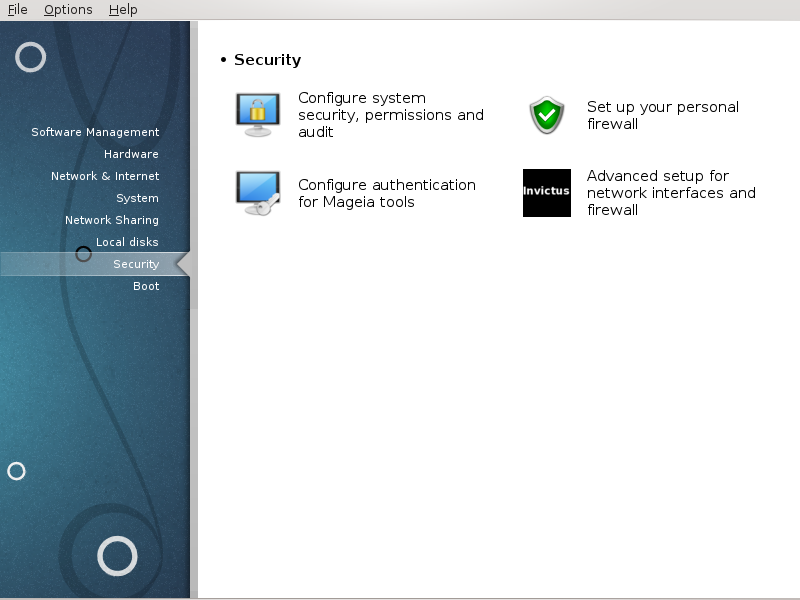 File Options Help
Software Management
Hardware
Network & Internet
System
Network Sharing
Local disks
Security
Boot
• Security
Configure system
security, permissions and
audit
Set up your personal
firewall
Configure authentication
for Mageia tools
Invictus
Advanced setup for
network interfaces and
firewall